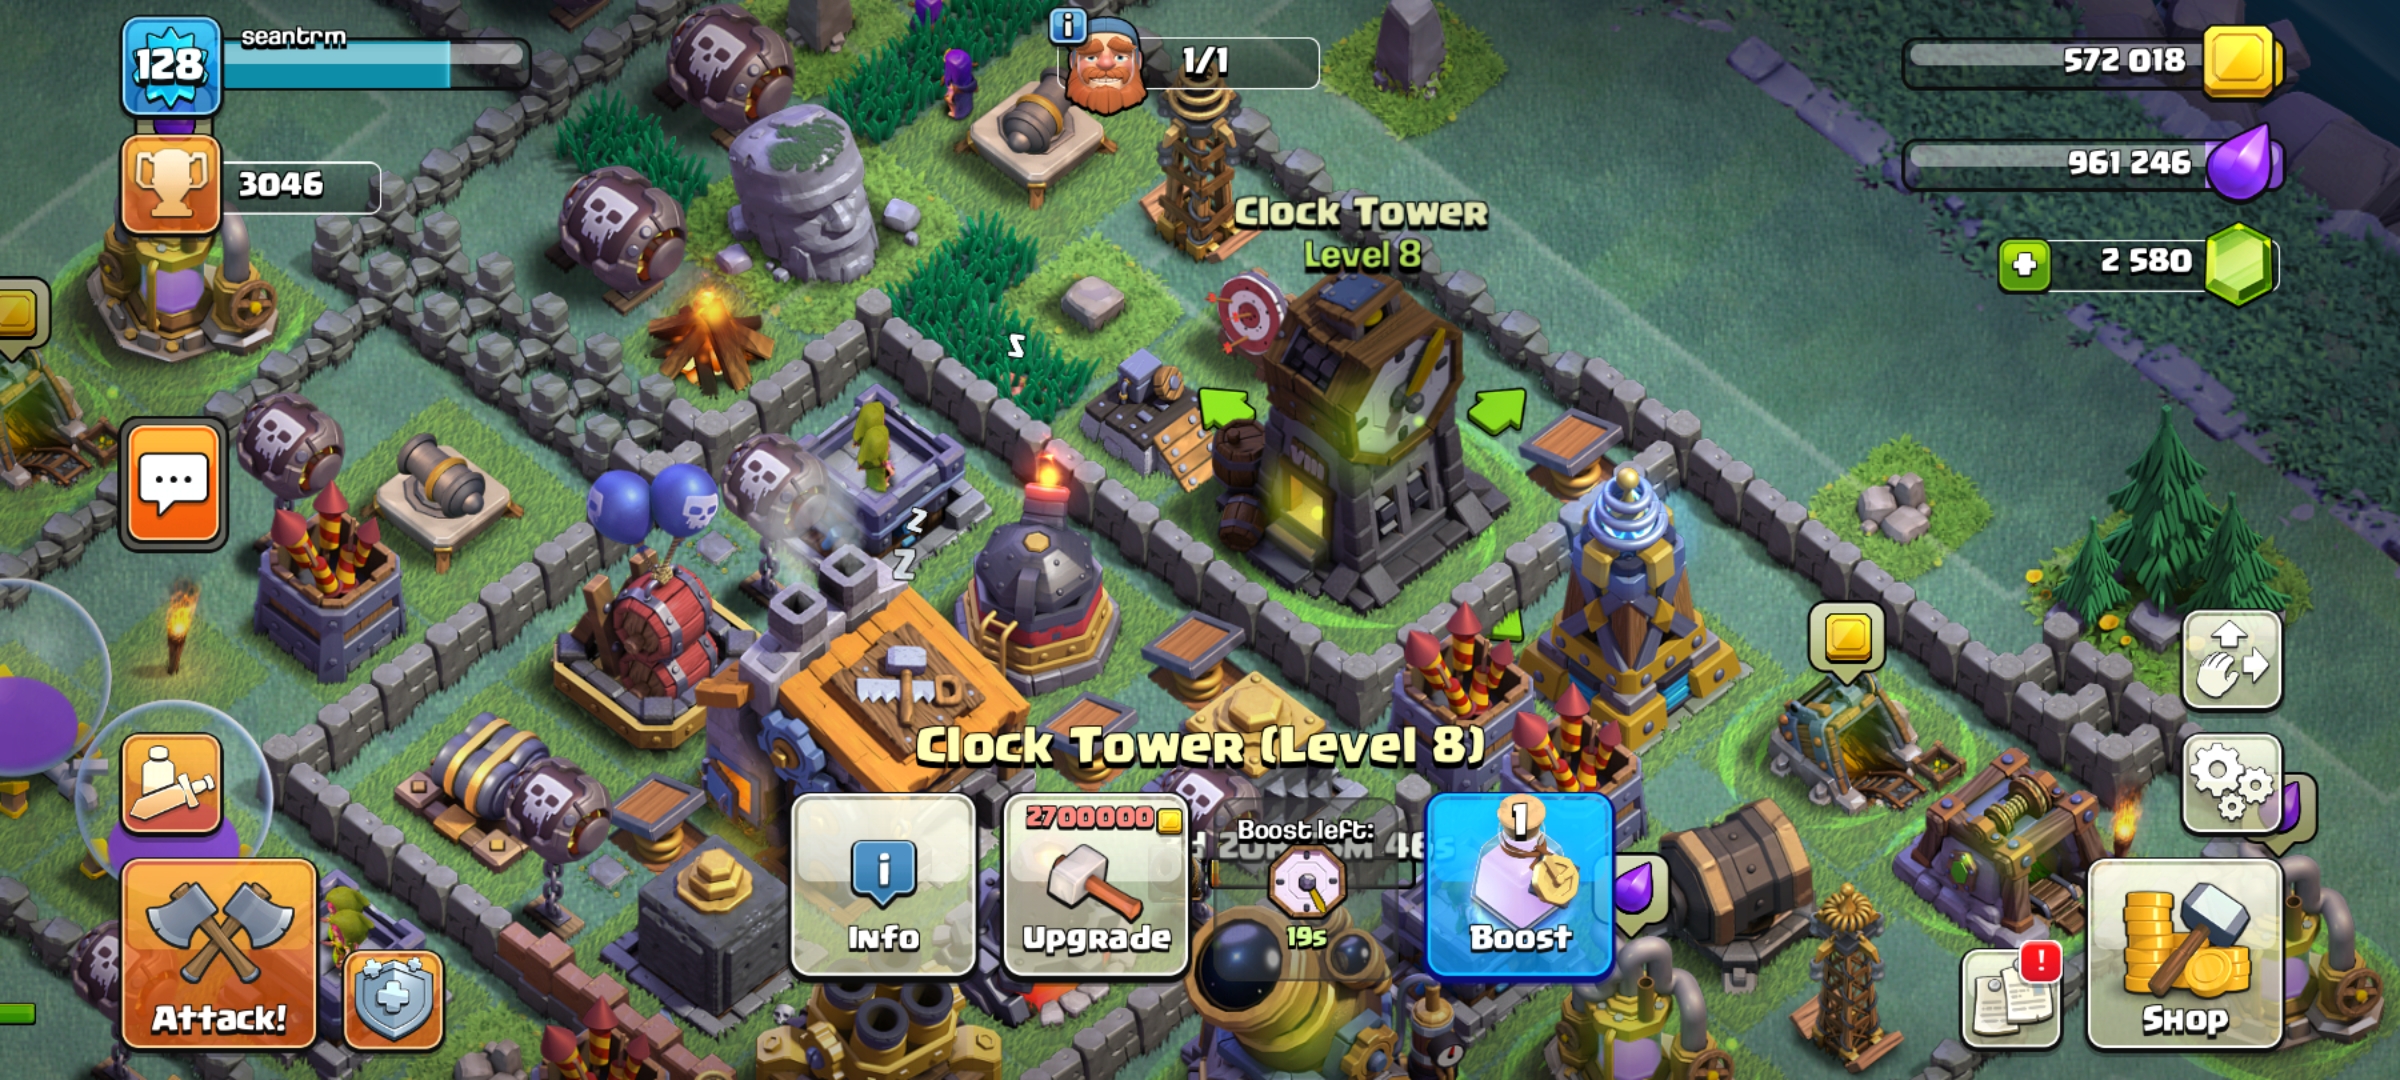 128
seantrm
1/1
572 018
3046
961 246
2 580
Clock Tower
Level 8
z
z
z
VIII
Clock Tower (Level 8)
Info
2700000
Upgrade
Boost left:
19s
1
Boost
Attack!
!
Shop